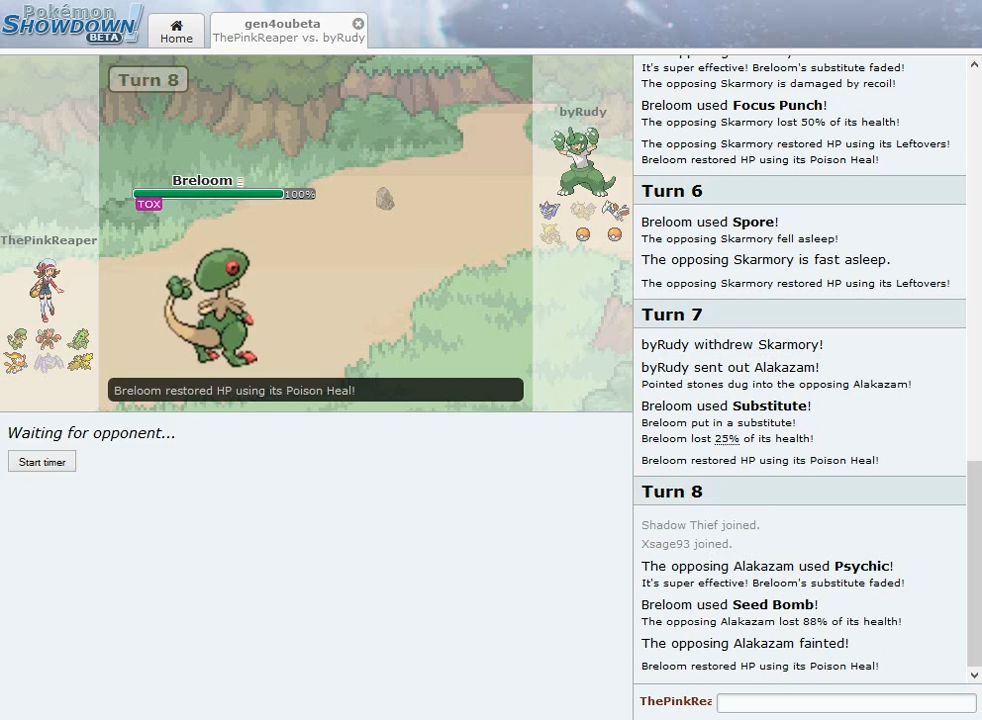 Pokémon
SHOWDOWN!
BETA
Home
gen4oubeta
ThePinkReaper vs. byRudy
Turn 8
byRudy
Breloom
100%
TOX
ThePinkReaper
Breloom restored HP using its Poison Heal!
Waiting for opponent...
Start timer
It's super effective! Breloom's substitute faded!
The opposing Skarmory is damaged by recoil!
Breloom used Focus Punch!
The opposing Skarmory lost 50% of its health!
The opposing Skarmory restored HP using its Leftovers!
Breloom restored HP using its Poison Heal!
Turn 6
Breloom used Spore!
The opposing Skarmory fell asleep!
The opposing Skarmory is fast asleep.
The opposing Skarmory restored HP using its Leftovers!
Turn 7
byRudy withdrew Skarmory!
byRudy sent out Alakazam!
Pointed stones dug into the opposing Alakazam!
Breloom used Substitute!
Breloom put in a substitute!
Breloom lost 25% of its health!
Breloom restored HP using its Poison Heal!
Turn 8
Shadow Thief joined.
Xsage93 joined.
The opposing Alakazam used Psychic!
It's super effective! Breloom's substitute faded!
Breloom used Seed Bomb!
The opposing Alakazam lost 88% of its health!
The opposing Alakazam fainted!
Breloom restored HP using its Poison Heal!
ThePinkRea